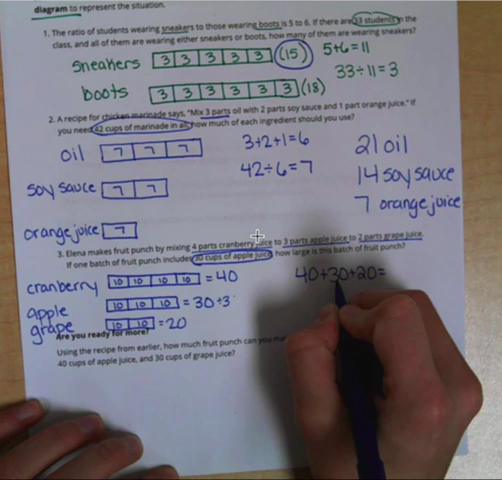 diagram to represent the situation.
1. The ratio of students wearing sneakers to those wearing boots is 5 to 6. If there are 33 students in the
class, and all of them are wearing either sneakers or boots, how many of them are wearing sneakers?
sneakers 3 3 3 3 3 (15) 5+6=11
33÷11=3
boots 3 3 3 3 3 3 (18)
2. A recipe for chicken marinade says, "Mix 3 parts oil with 2 parts soy sauce and 1 part orange juice." If
you need 42 cups of marinade in all, how much of each ingredient should you use?
oil 7 7 7 3+2+1=6 21 oil
42÷6=7
soy sauce 7 7 14 soy sauce
7 orange juice
orange juice 7
3. Elena makes fruit punch by mixing 4 parts cranberry juice to 3 parts apple juice to 2 parts grape juice.
If one batch of fruit punch includes 30 cups of apple juice, how large is this batch of fruit punch?
cranberry 10 10 10 10 = 40 40+30+20=
apple 10 10 10 = 30÷3
grape 10 10 = 20
Are you ready for more?
Using the recipe from earlier, how much fruit punch can you
40 cups of apple juice, and 30 cups of grape juice?